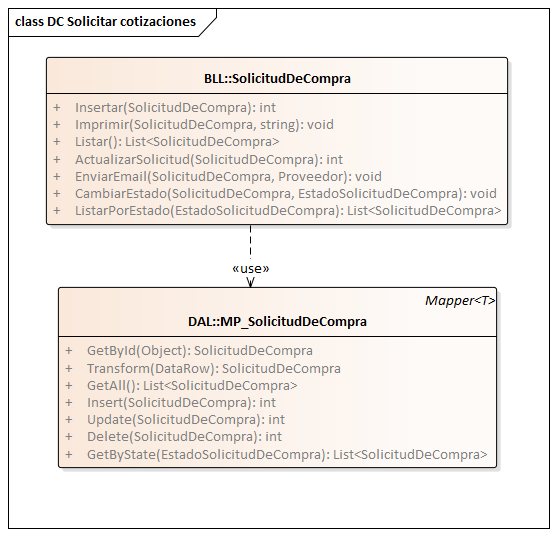 class DC Solicitar cotizaciones
BLL::SolicitudDeCompra
+ Insertar(SolicitudDeCompra): int
+ Imprimir(SolicitudDeCompra, string): void
+ Listar(): List<SolicitudDeCompra>
+ ActualizarSolicitud(SolicitudDeCompra): int
+ EnviarEmail(SolicitudDeCompra, Proveedor): void
+ CambiarEstado(SolicitudDeCompra, EstadoSolicitudDeCompra): void
+ ListarPorEstado(EstadoSolicitudDeCompra): List<SolicitudDeCompra>
«use»
Mapper<T>
DAL::MP_SolicitudDeCompra
+ GetById(Object): SolicitudDeCompra
+ Transform(DataRow): SolicitudDeCompra
+ GetAll(): List<SolicitudDeCompra>
+ Insert(SolicitudDeCompra): int
+ Update(SolicitudDeCompra): int
+ Delete(SolicitudDeCompra): int
+ GetByState(EstadoSolicitudDeCompra): List<SolicitudDeCompra>